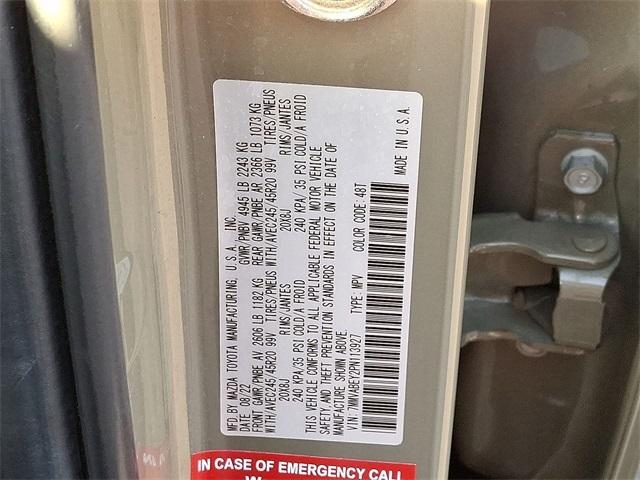 MFD.BY MAZDA TOYOTA MANUFACTURING, U.S.A., INC.
DATE: 08/22 GVWR/PNBV 4945 LB 2243 KG
FRONT GAWR/PNBE AV 2606 LB 1182 KG REAR GAWR/PNBE AR 2366 LB 1073 KG
WITH/AVEC245/45R20 99V TIRES/PNEUS WITH/AVEC245/45R20 99V TIRES/PNEUS
20X8J RIMS/JANTES 20X8J RIMS/JANTES
240 KPA/ 35 PSI COLD/A FROID 240 KPA/ 35 PSI COLD/A FROID
THIS VEHICLE CONFORMS TO ALL APPLICABLE FEDERAL MOTOR VEHICLE
SAFETY, AND THEFT PREVENTION STANDARDS IN EFFECT ON THE DATE OF
MANUFACTURE SHOWN ABOVE.
VIN: 7MMVABEY2PN113927 TYPE: MPV COLOR CODE: 48T
MADE IN U.S.A.
IN CASE OF EMERGENCY CALL